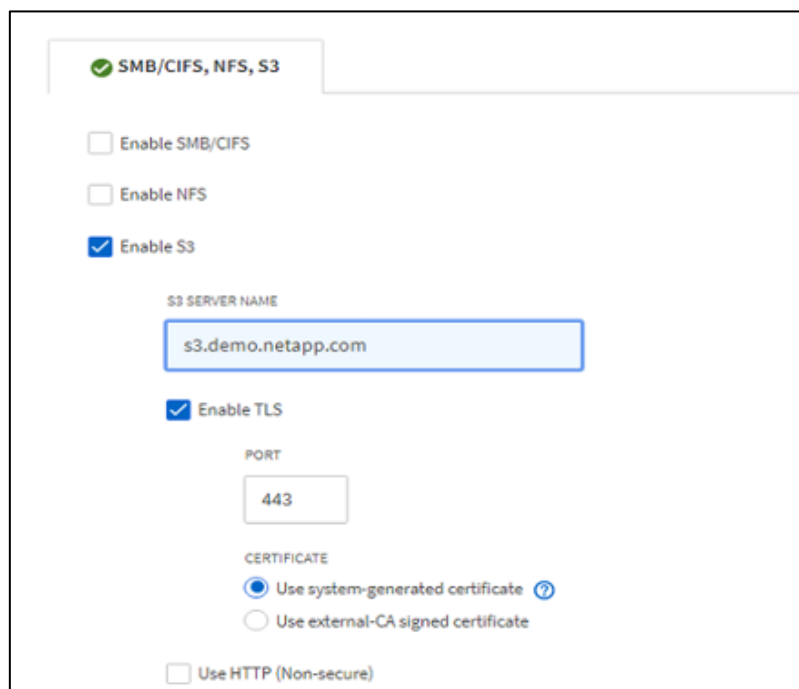 SMB/CIFS, NFS, S3
Enable SMB/CIFS
Enable NFS
Enable S3
S3 SERVER NAME
s3.demo.netapp.com
Enable TLS
PORT
443
CERTIFICATE
Use system-generated certificate ?
Use external-CA signed certificate
Use HTTP (Non-secure)